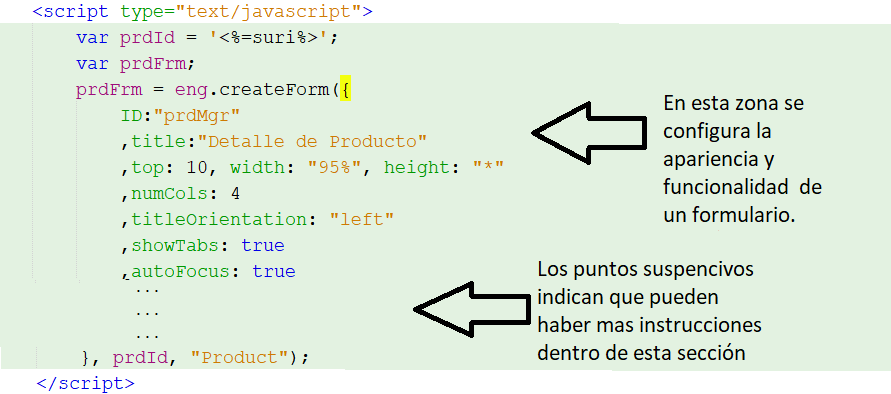 <script type="text/javascript">
var prdId = '<%=suri%>';
var prdFrm;
prdFrm = eng.createForm({
ID:"prdMgr"
,title:"Detalle de Producto"
,top: 10, width: "95%", height: "*"
,numCols: 4
,titleOrientation: "left"
,showTabs: true
,autoFocus: true
...
...
...
}, prdId, "Product");
</script>
En esta zona se
configura la
apariencia y
funcionalidad de
un formulario.
Los puntos suspencivos
indican que pueden
haber mas instrucciones
dentro de esta sección